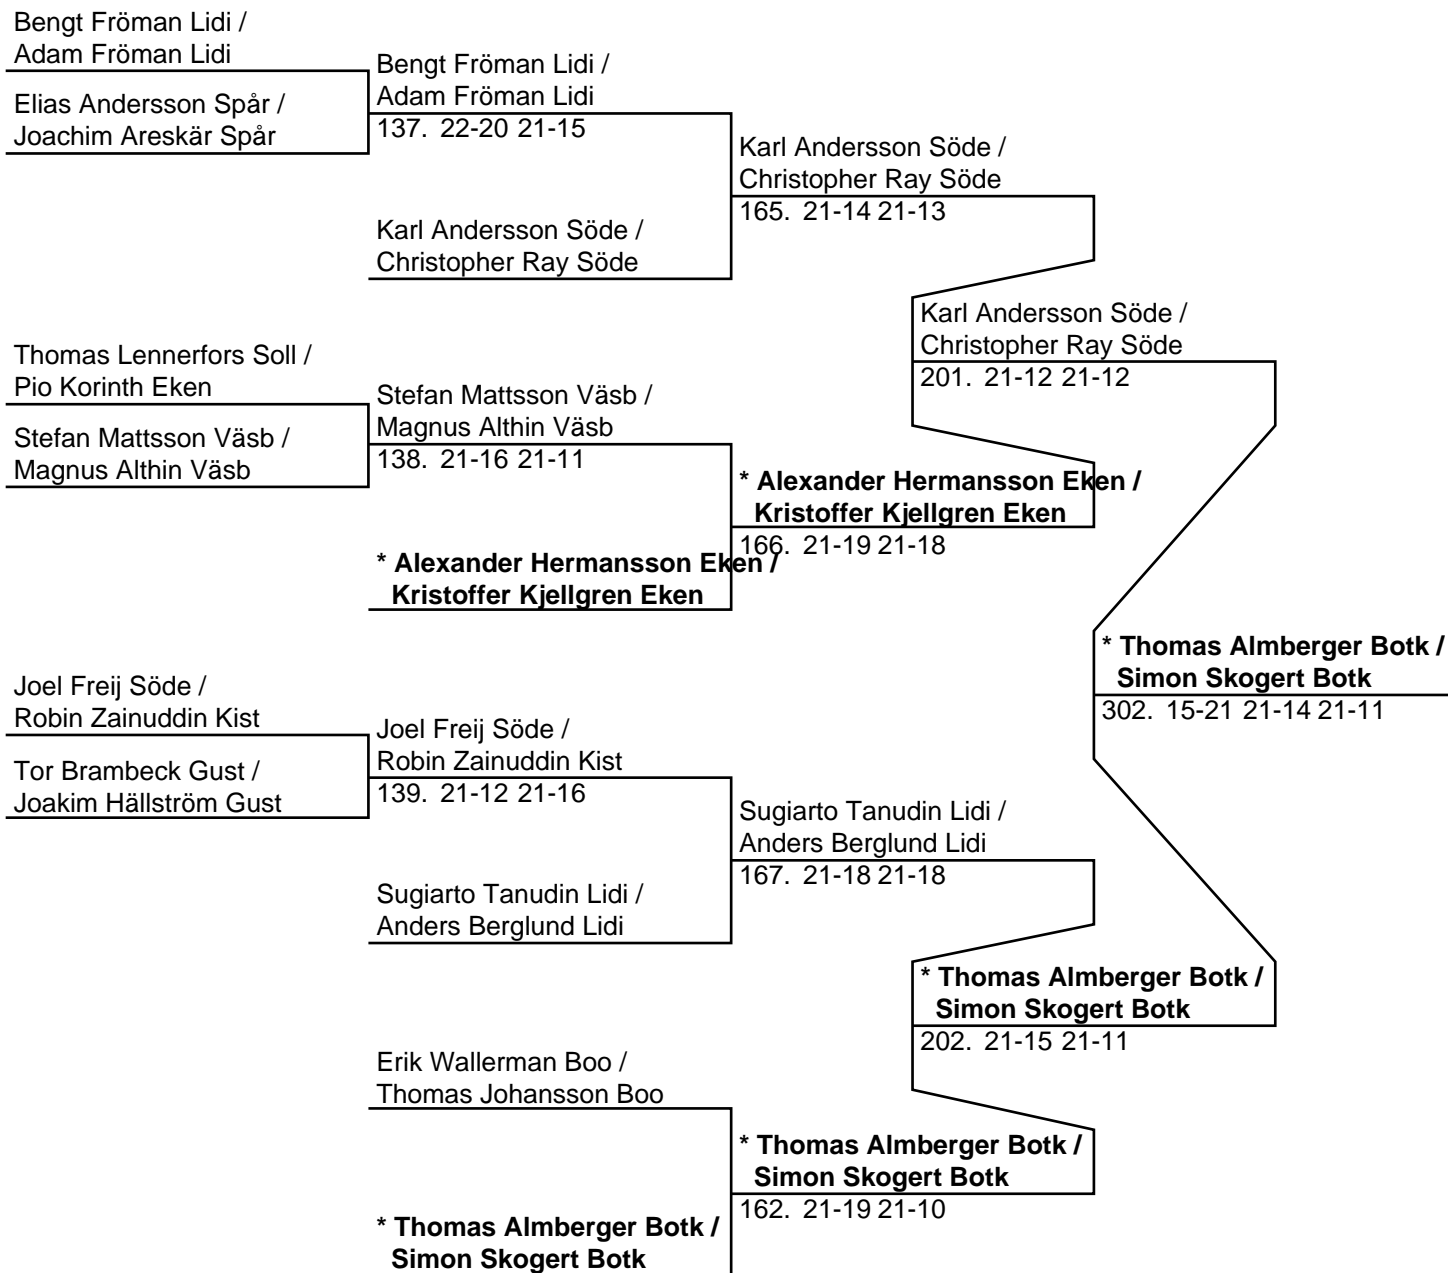 Bengt Fröman Lidi /
Adam Fröman Lidi
Elias Andersson Spår /
Joachim Areskär Spår
Bengt Fröman Lidi /
Adam Fröman Lidi
137. 22-20 21-15
Karl Andersson Söde /
Christopher Ray Söde
Karl Andersson Söde /
Christopher Ray Söde
165. 21-14 21-13
Thomas Lennerfors Soll /
Pio Korinth Eken
Stefan Mattsson Väsb /
Magnus Althin Väsb
Stefan Mattsson Väsb /
Magnus Althin Väsb
138. 21-16 21-11
* Alexander Hermansson Eken /
Kristoffer Kjellgren Eken
* Alexander Hermansson Eken /
Kristoffer Kjellgren Eken
166. 21-19 21-18
Karl Andersson Söde /
Christopher Ray Söde
201. 21-12 21-12
Joel Freij Söde /
Robin Zainuddin Kist
Tor Brambeck Gust /
Joakim Hällström Gust
Joel Freij Söde /
Robin Zainuddin Kist
139. 21-12 21-16
Sugiarto Tanudin Lidi /
Anders Berglund Lidi
Sugiarto Tanudin Lidi /
Anders Berglund Lidi
167. 21-18 21-18
Erik Wallerman Boo /
Thomas Johansson Boo
* Thomas Almberger Botk /
Simon Skogert Botk
* Thomas Almberger Botk /
Simon Skogert Botk
162. 21-19 21-10
* Thomas Almberger Botk /
Simon Skogert Botk
202. 21-15 21-11
* Thomas Almberger Botk /
Simon Skogert Botk
302. 15-21 21-14 21-11